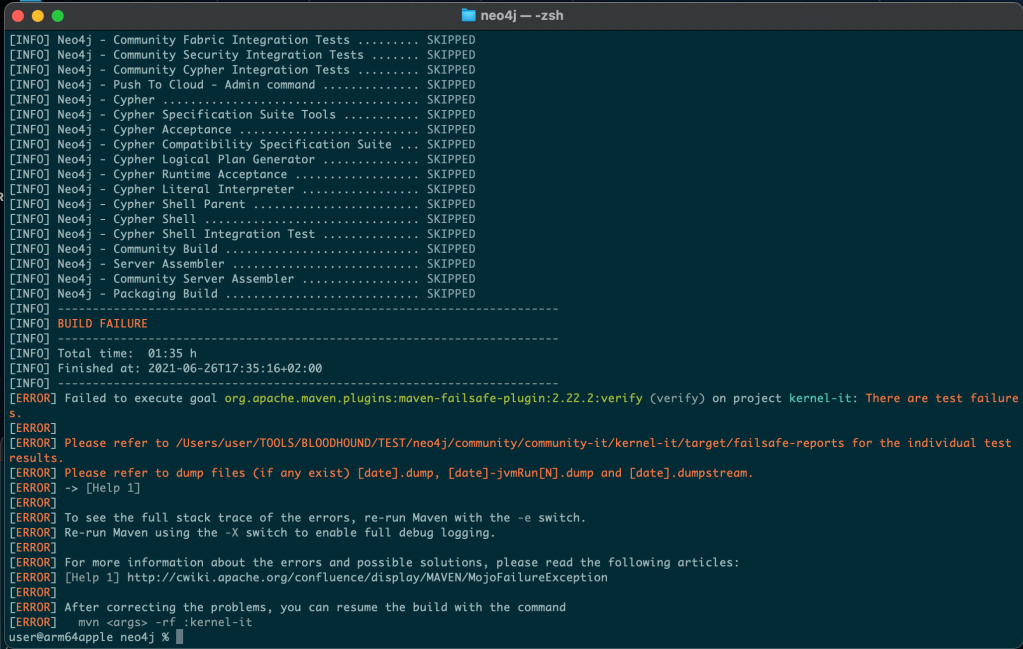 neo4j — -zsh
[INFO] Neo4j - Community Fabric Integration Tests ......... SKIPPED
[INFO] Neo4j - Community Security Integration Tests ....... SKIPPED
[INFO] Neo4j - Community Cypher Integration Tests ......... SKIPPED
[INFO] Neo4j - Push To Cloud - Admin command .............. SKIPPED
[INFO] Neo4j - Cypher ..................................... SKIPPED
[INFO] Neo4j - Cypher Specification Suite Tools ........... SKIPPED
[INFO] Neo4j - Cypher Acceptance .......................... SKIPPED
[INFO] Neo4j - Cypher Compatibility Specification Suite ... SKIPPED
[INFO] Neo4j - Cypher Logical Plan Generator .............. SKIPPED
[INFO] Neo4j - Cypher Runtime Acceptance .................. SKIPPED
[INFO] Neo4j - Cypher Literal Interpreter ................. SKIPPED
[INFO] Neo4j - Cypher Shell Parent ........................ SKIPPED
[INFO] Neo4j - Cypher Shell ............................... SKIPPED
[INFO] Neo4j - Cypher Shell Integration Test .............. SKIPPED
[INFO] Neo4j - Community Build ............................ SKIPPED
[INFO] Neo4j - Server Assembler ........................... SKIPPED
[INFO] Neo4j - Community Server Assembler ................. SKIPPED
[INFO] Neo4j - Packaging Build ............................ SKIPPED
[INFO] ------------------------------------------------------------------------
[INFO] BUILD FAILURE
[INFO] ------------------------------------------------------------------------
[INFO] Total time:  01:35 h
[INFO] Finished at: 2021-06-26T17:35:16+02:00
[INFO] ------------------------------------------------------------------------
[ERROR] Failed to execute goal org.apache.maven.plugins:maven-failsafe-plugin:2.22.2:verify (verify) on project kernel-it: There are test failure
s.
[ERROR]
[ERROR] Please refer to /Users/user/TOOLS/BLOODHOUND/TEST/neo4j/community/community-it/kernel-it/target/failsafe-reports for the individual test
results.
[ERROR] Please refer to dump files (if any exist) [date].dump, [date]-jvmRun[N].dump and [date].dumpstream.
[ERROR] -> [Help 1]
[ERROR]
[ERROR] To see the full stack trace of the errors, re-run Maven with the -e switch.
[ERROR] Re-run Maven using the -X switch to enable full debug logging.
[ERROR]
[ERROR] For more information about the errors and possible solutions, please read the following articles:
[ERROR] [Help 1] http://cwiki.apache.org/confluence/display/MAVEN/MojoFailureException
[ERROR]
[ERROR] After correcting the problems, you can resume the build with the command
[ERROR]   mvn <args> -rf :kernel-it
user@arm64apple neo4j %